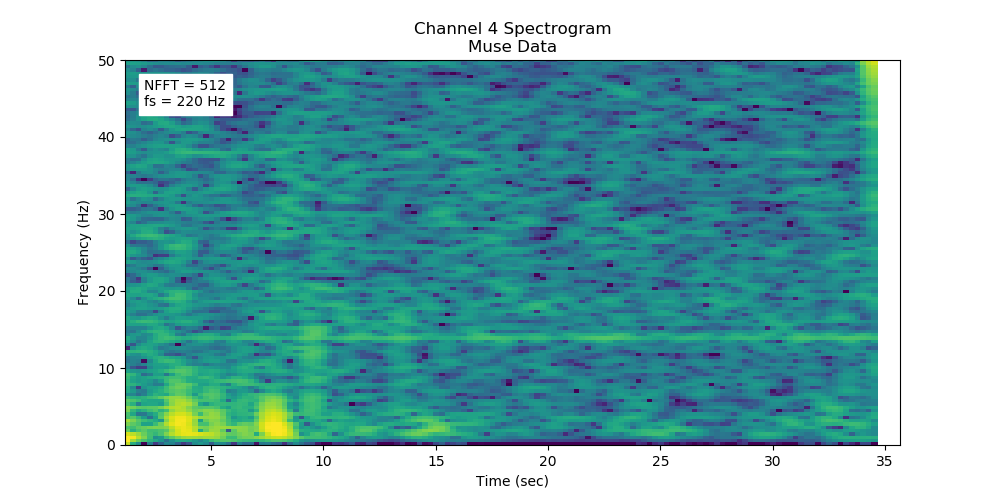 Channel 4 Spectrogram
Muse Data
NFFT = 512
fs = 220 Hz
50
40
30
20
10
0
Frequency (Hz)
5
10
15
20
25
30
35
Time (sec)